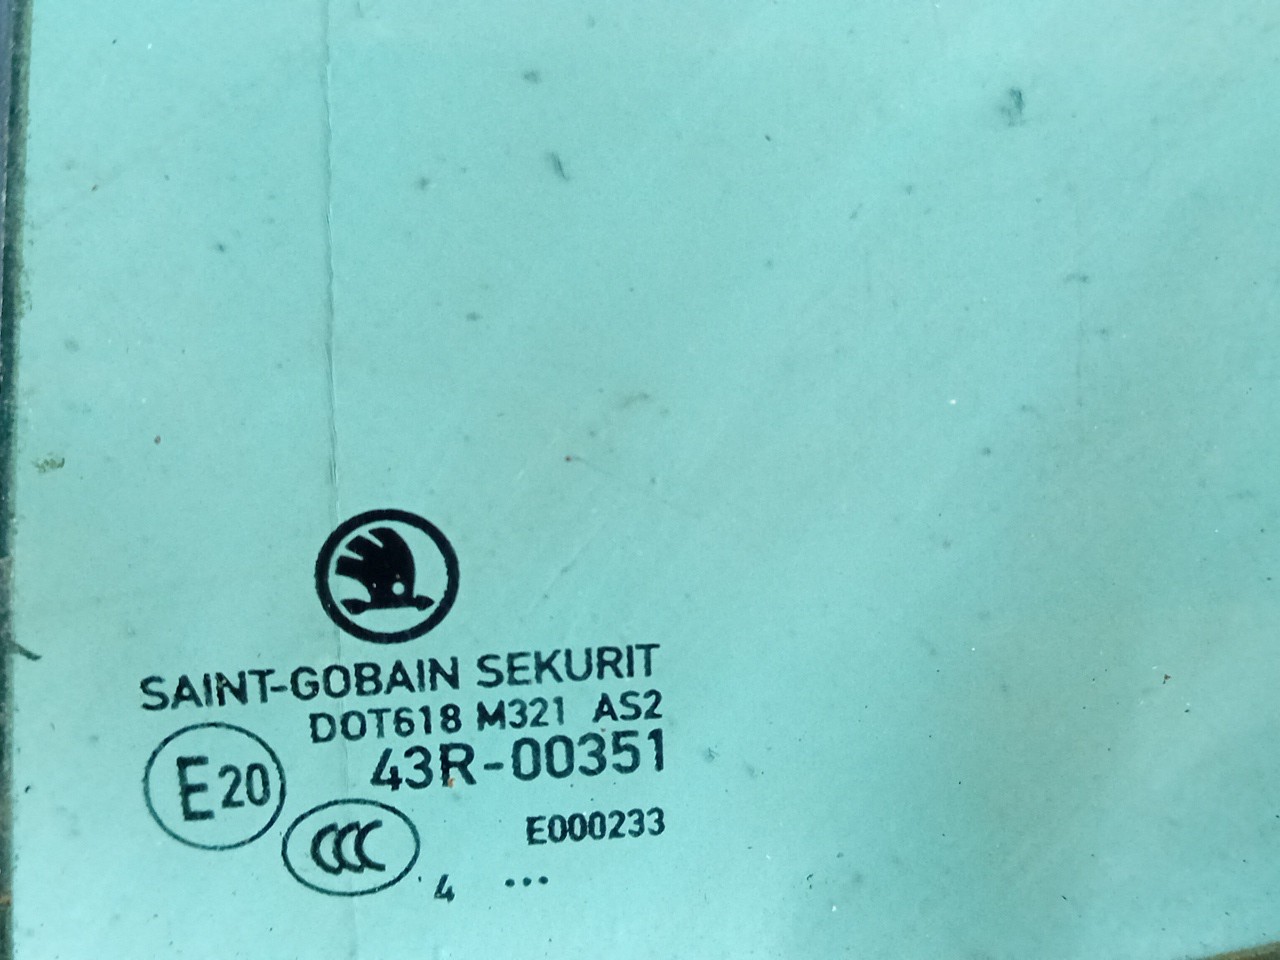 SAINT-GOBAIN SEKURIT
DOT618 M321 AS2
43R-00351
E20
E000233
CCC
4 ...